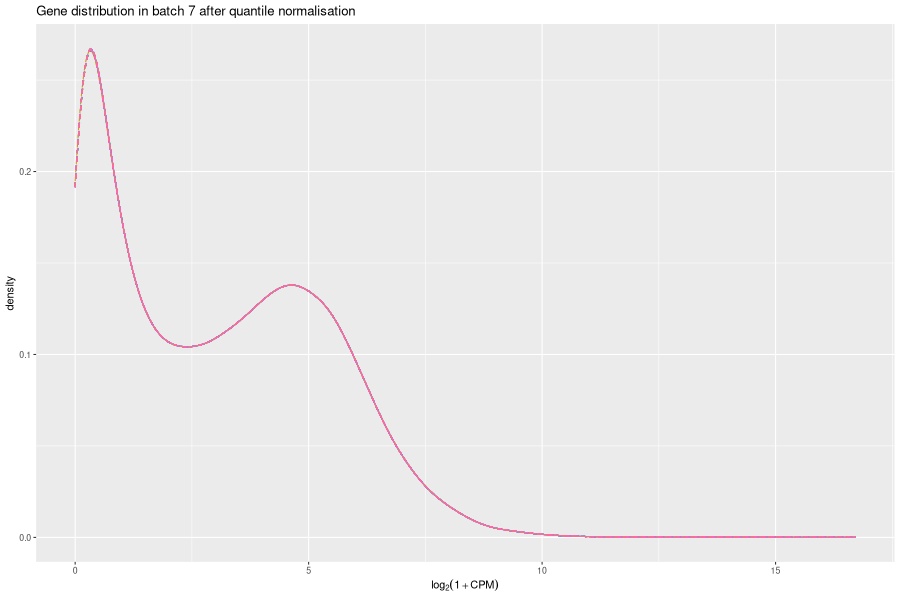 Gene distribution in batch 7 after quantile normalisation
density
0.2
0.1
0.0
0 5 10 15
log₂(1 + CPM)